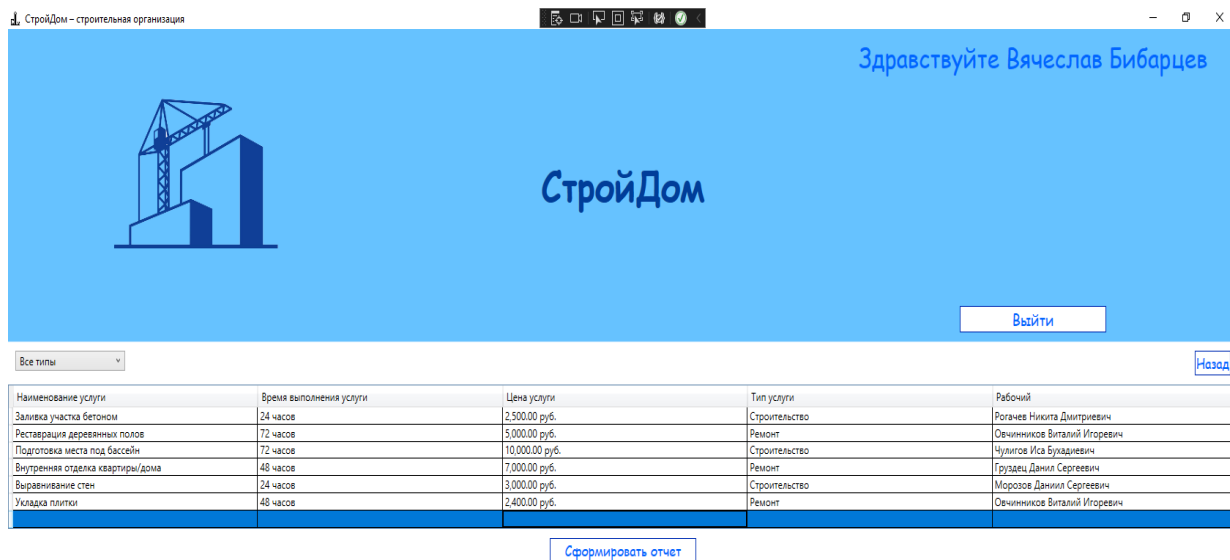 СтройДом – строительная организация
Здравствуйте Вячеслав Бибарцев
СтройДом
Выйти
Все типы
Назад
Наименование услуги Время выполнения услуги Цена услуги Тип услуги Рабочий
Заливка участка бетоном 24 часов 2,500.00 руб. Строительство Рогачев Никита Дмитриевич
Реставрация деревянных полов 72 часов 5,000.00 руб. Ремонт Овчинников Виталий Игоревич
Подготовка места под бассейн 72 часов 10,000.00 руб. Строительство Чулигов Иса Бухадиевич
Внутренняя отделка квартиры/дома 48 часов 7,000.00 руб. Ремонт Груздец Данил Сергеевич
Выравнивание стен 24 часов 3,000.00 руб. Строительство Морозов Даниил Сергеевич
Укладка плитки 48 часов 2,400.00 руб. Ремонт Овчинников Виталий Игоревич
Сформировать отчет